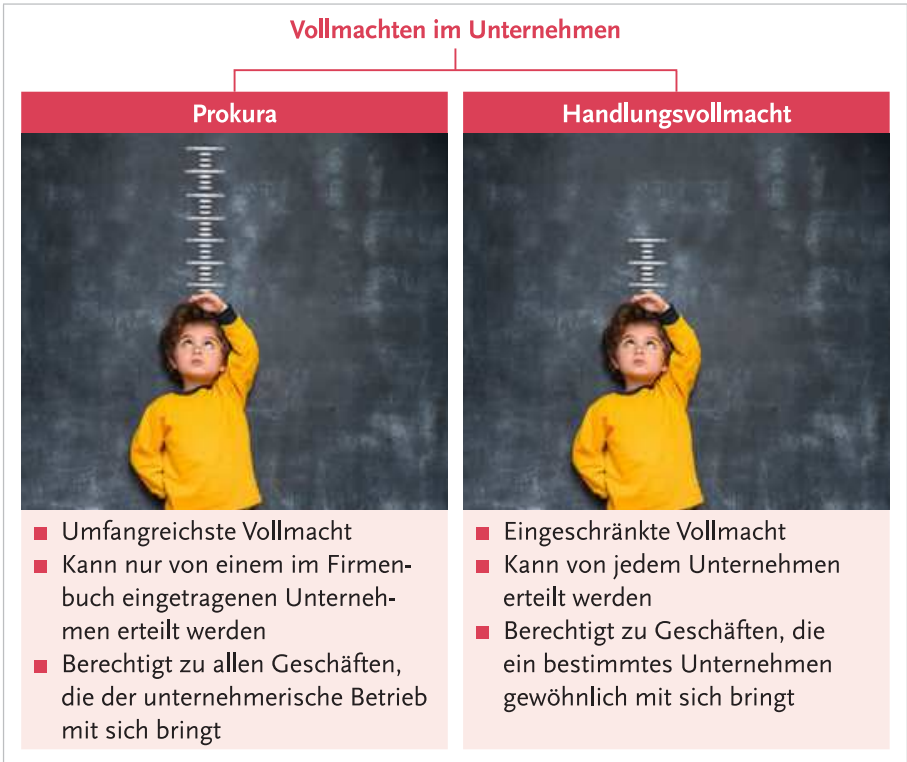 Vollmachten im Unternehmen
Prokura
Handlungsvollmacht
■ Umfangreichste Vollmacht
■ Kann nur von einem im Firmen-
buch eingetragenen Unterneh-
men erteilt werden
■ Berechtigt zu allen Geschäften,
die der unternehmerische Betrieb
mit sich bringt
■ Eingeschränkte Vollmacht
■ Kann von jedem Unternehmen
erteilt werden
■ Berechtigt zu Geschäften, die
ein bestimmtes Unternehmen
gewöhnlich mit sich bringt